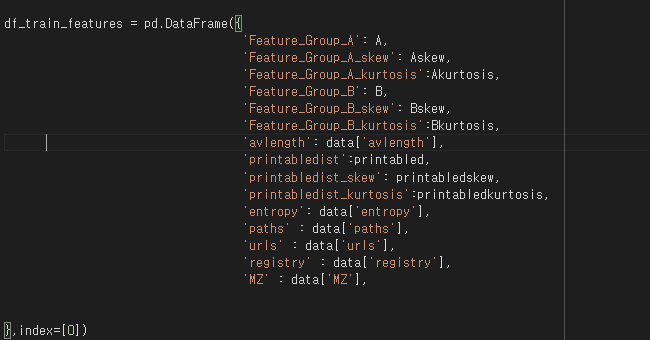 df_train_features = pd.DataFrame({
'Feature_Group_A': A,
'Feature_Group_A_skew': Askew,
'Feature_Group_A_kurtosis':Akurtosis,
'Feature_Group_B': B,
'Feature_Group_B_skew': Bskew,
'Feature_Group_B_kurtosis':Bkurtosis,
'avlength': data['avlength'],
'printabledist':printabled,
'printabledist_skew': printabledskew,
'printabledist_kurtosis':printabledkurtosis,
'entropy': data['entropy'],
'paths' : data['paths'],
'urls' : data['urls'],
'registry' : data['registry'],
'MZ' : data['MZ'],
},index=[0])